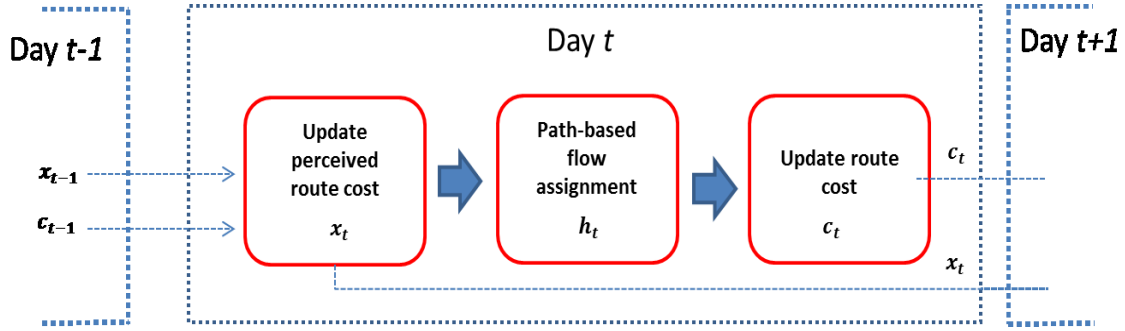 Day t-1
Day t
Day t+1
Update
perceived
route cost
x_t
Path-based
flow
assignment
h_t
Update route
cost
c_t
x_{t-1}
c_{t-1}
c_t
x_t